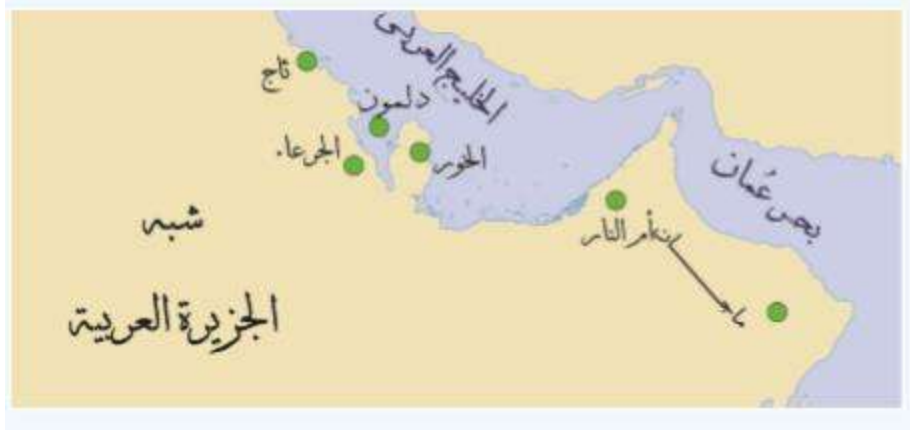 الخليج العربي
ثاج
دلمون
الجرعاء
الخور
بحر عُمان
أم النار
شبه
الجزيرة العربية